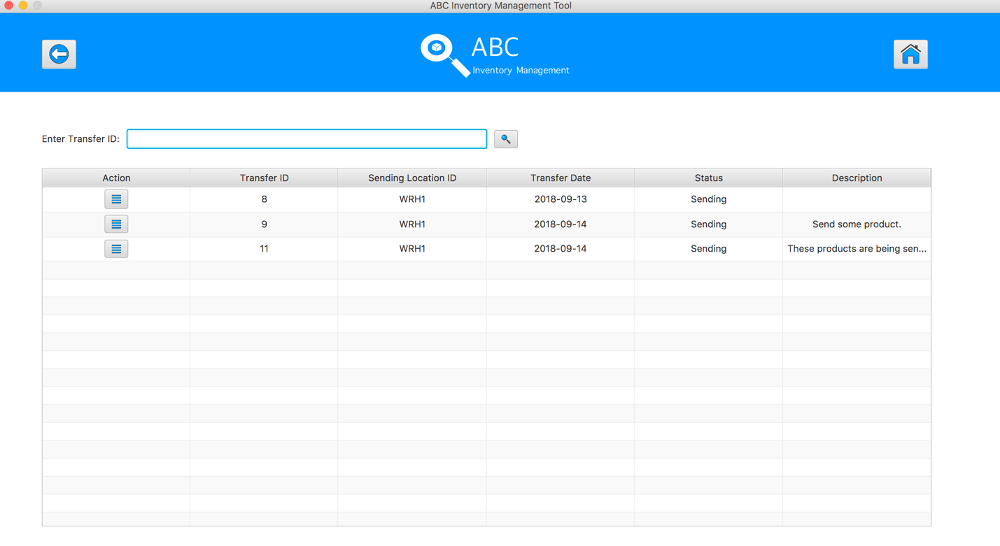 ABC Inventory Management Tool
ABC
Inventory Management
Enter Transfer ID:
Action Transfer ID Sending Location ID Transfer Date Status Description
8 WRH1 2018-09-13 Sending
9 WRH1 2018-09-14 Sending Send some product.
11 WRH1 2018-09-14 Sending These products are being sen...